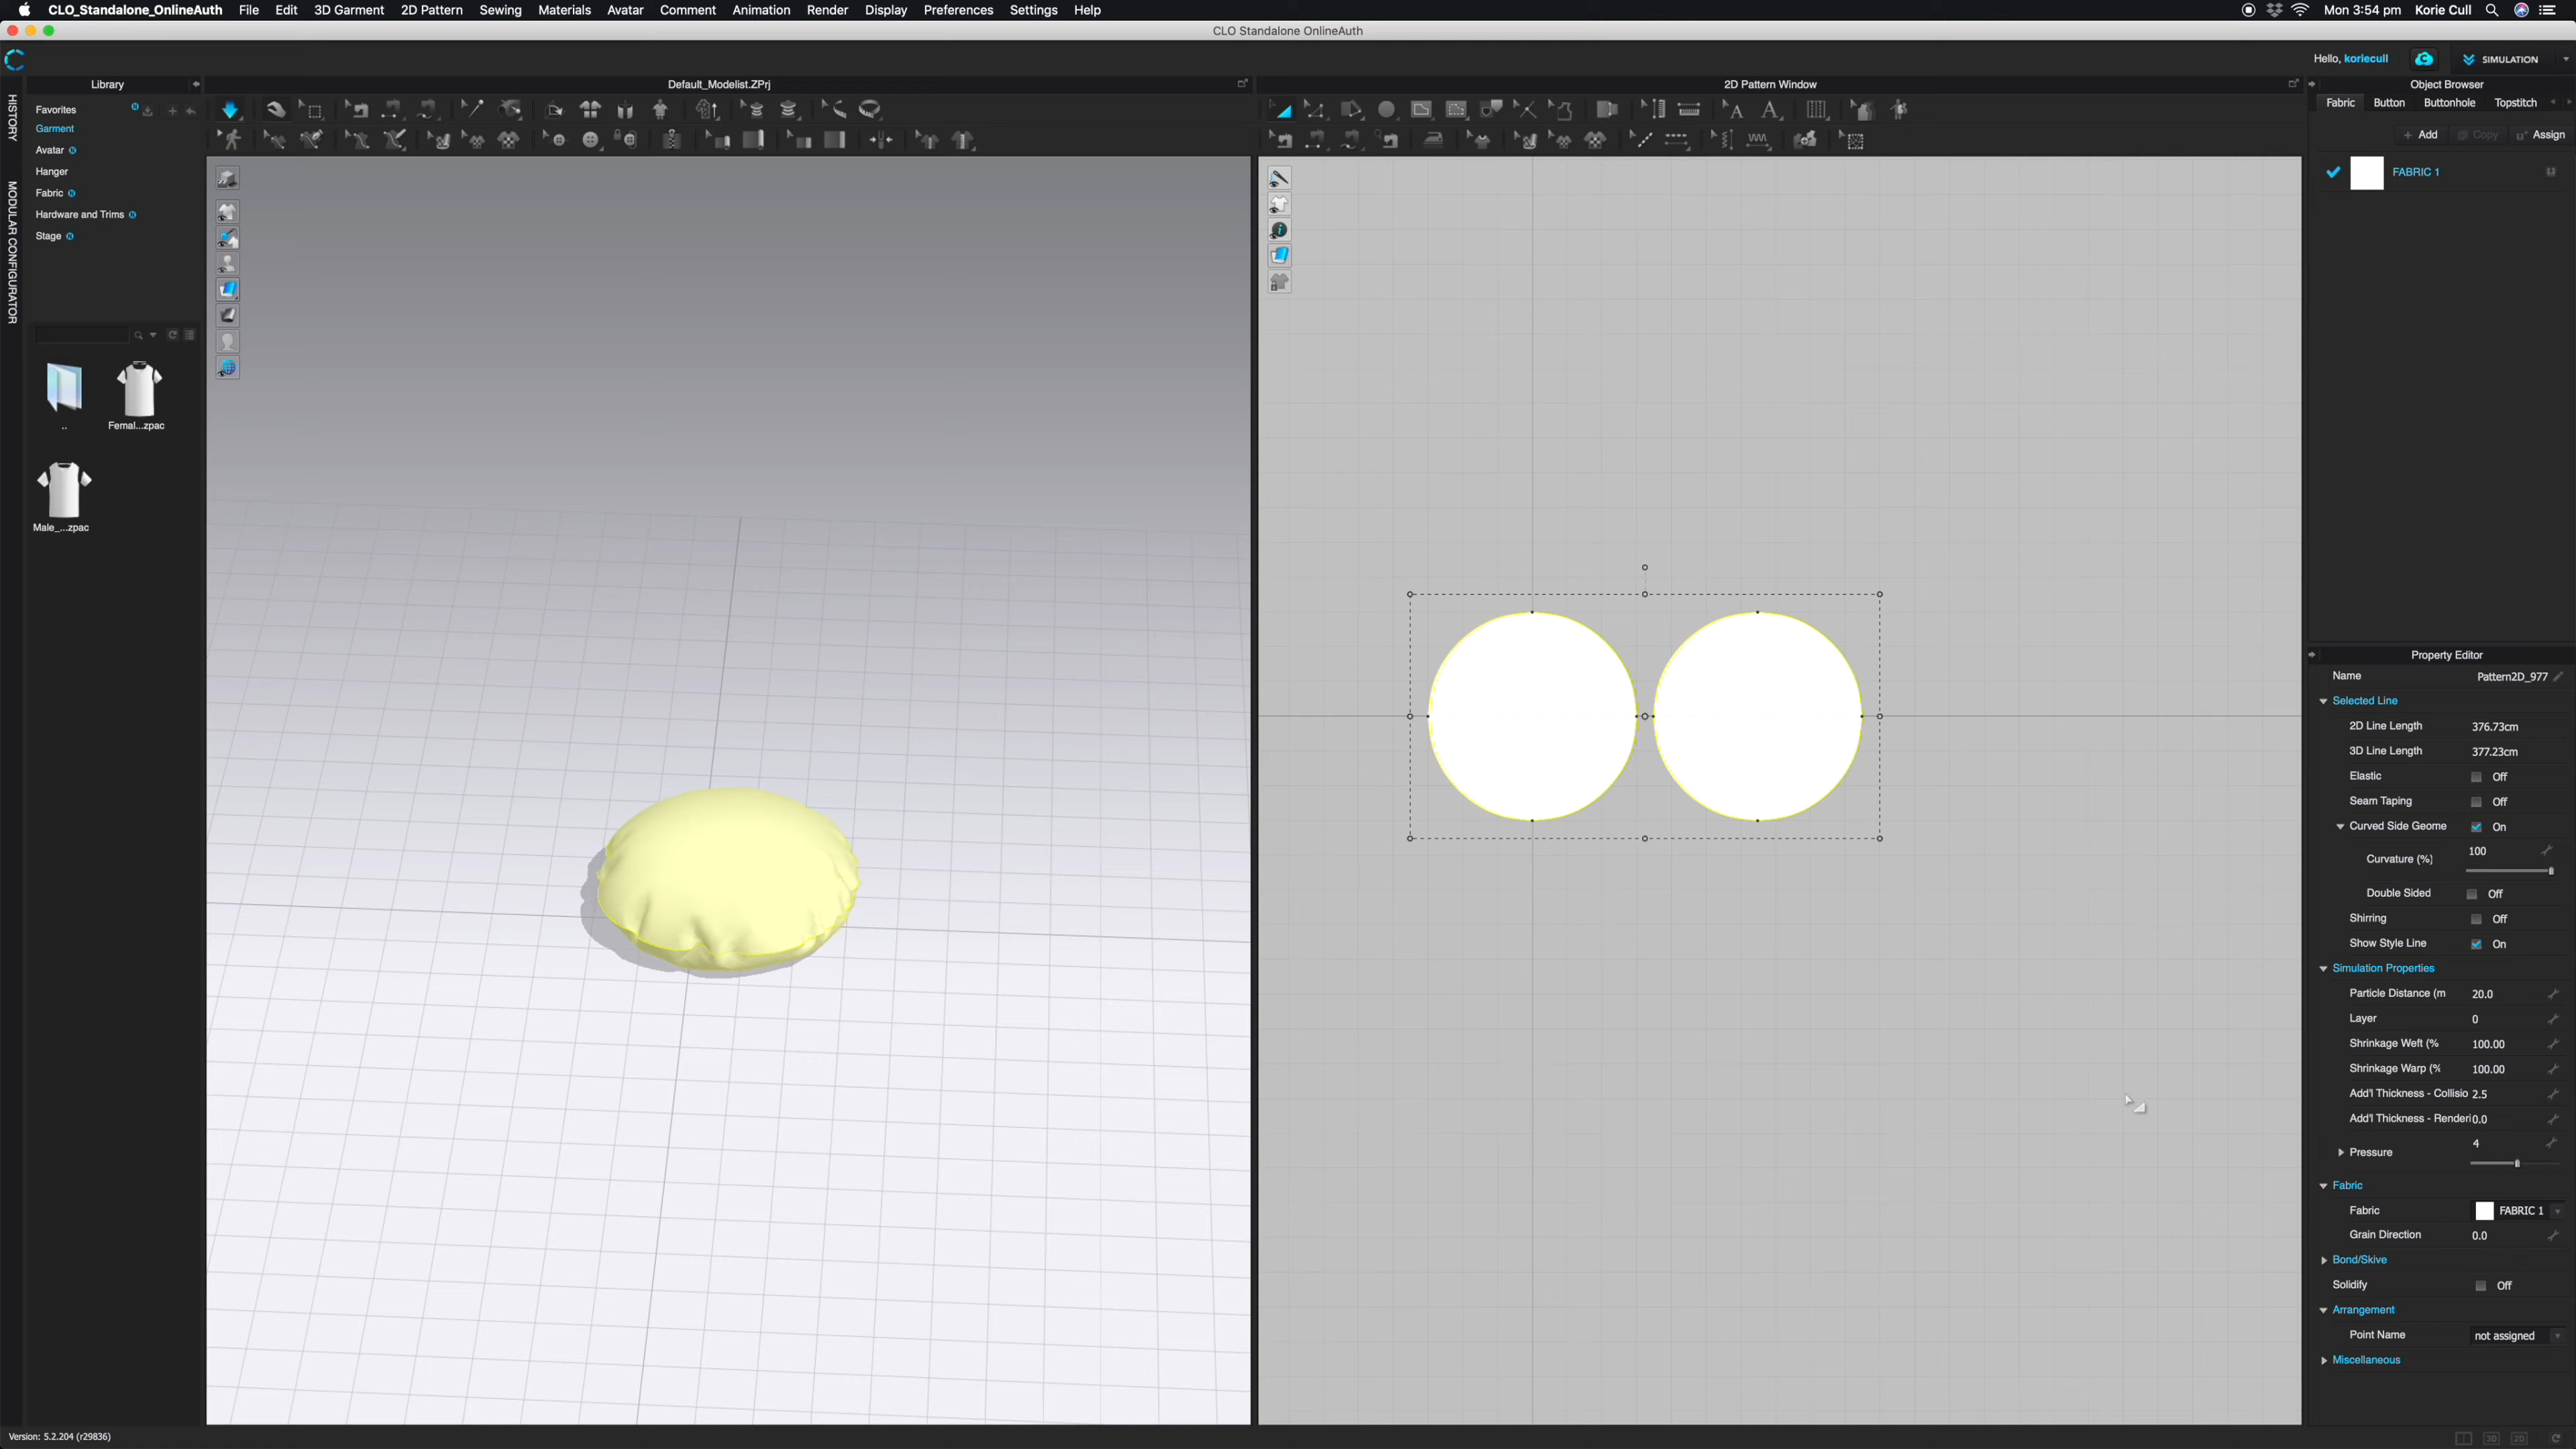 CLO_Standalone_OnlineAuth File Edit 3D Garment 2D Pattern Sewing Materials Avatar Comment Animation Render Display Preferences Settings Help Mon 3:54 pm Korie Cull
CLO Standalone OnlineAuth
Hello, koriecull SIMULATION
Library
Default_Modelist.ZPrj
2D Pattern Window
Object Browser
HISTORY
MODULAR CONFIGURATOR
Favorites
Garment
Avatar
Hanger
Fabric
Hardware and Trims
Stage
..
Femal...zpac
Male_...zpac
Fabric Button Buttonhole Topstitch
+ Add Copy Assign
FABRIC 1
Property Editor
Name Pattern2D_977
Selected Line
2D Line Length 376.73cm
3D Line Length 377.23cm
Elastic Off
Seam Taping Off
Curved Side Geome On
Curvature (%) 100
Double Sided Off
Shirring Off
Show Style Line On
Simulation Properties
Particle Distance (m 20.0
Layer 0
Shrinkage Weft (% 100.00
Shrinkage Warp (% 100.00
Add'l Thickness - Collisio 2.5
Add'l Thickness - Renderi 0.0
Pressure 4
Fabric
Fabric FABRIC 1
Grain Direction 0.0
Bond/Skive
Solidify Off
Arrangement
Point Name not assigned
Miscellaneous
Version: 5.2.204 (r29836)
3D 2D